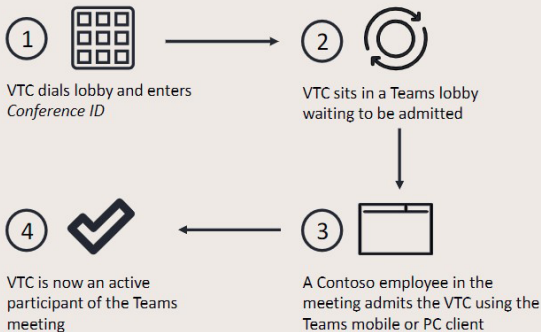 1
VTC dials lobby and enters
Conference ID
2
VTC sits in a Teams lobby
waiting to be admitted
3
A Contoso employee in the
meeting admits the VTC using the
Teams mobile or PC client
4
VTC is now an active
participant of the Teams
meeting